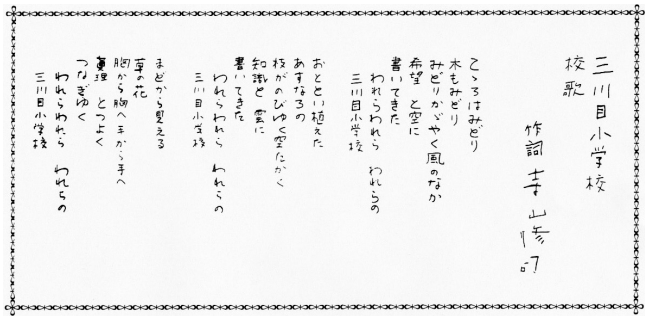 三川目小学校
校歌
作詞 寺山修司
こゝろはみどり
木もみどり
みどりかゞやく風のなか
希望 と空に
書いてきた
われらわれら われらの
三川目小学校
おととい植えた
あすなろの
枝がのびゆく空たかく
知識と 雲に
書いてきた
われらわれら われらの
三川目小学校
まどから見える
草の花
胸から胸へ手から手へ
真理 とつよく
つなぎゆく
われらわれら われらの
三川目小学校